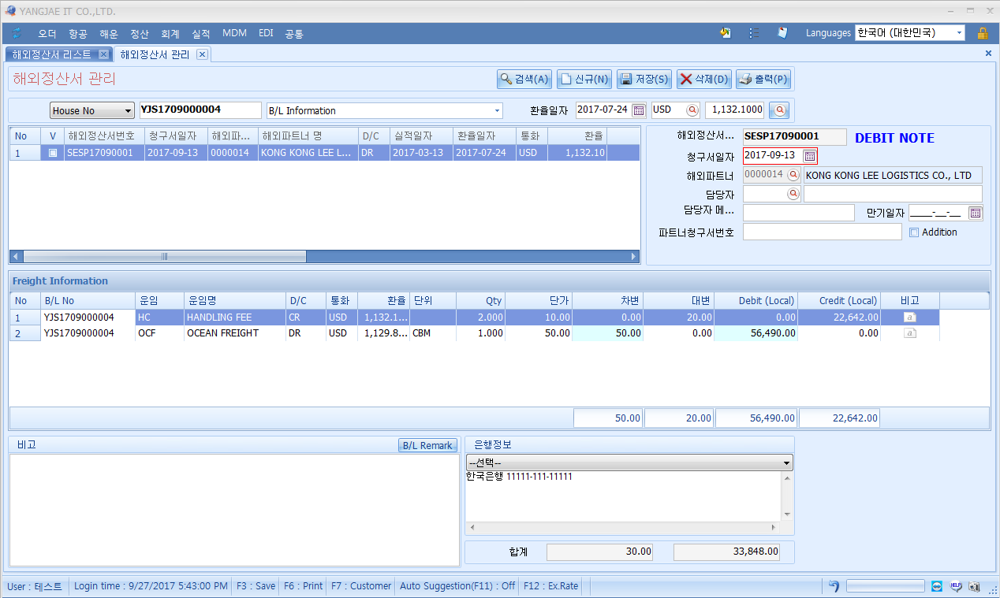 YANGJAE IT CO.,LTD.
오더 항공 해운 정산 회계 실적 MDM EDI 공통 Languages 한국어 (대한민국)
해외정산서 리스트 해외정산서 관리
해외정산서 관리 검색(A) 신규(N) 저장(S) 삭제(D) 출력(P)
House No YJS1709000004 B/L Information 환율일자 2017-07-24 USD 1,132.1000
No V 해외정산서번호 청구서일자 해외파... 해외파트너 명 D/C 실적일자 환율일자 통화 환율
1 SESP17090001 2017-09-13 0000014 KONG KONG LEE L... DR 2017-03-13 2017-07-24 USD 1,132.10
해외정산서... SESP17090001 DEBIT NOTE
청구서일자 2017-09-13
해외파트너 0000014 KONG KONG LEE LOGISTICS CO., LTD
담당자
담당자 메... 만기일자 ____-__-__
파트너청구서번호 Addition
Freight Information
No B/L No 운임 운임명 D/C 통화 환율 단위 Qty 단가 차변 대변 Debit (Local) Credit (Local) 비고
1 YJS1709000004 HC HANDLING FEE CR USD 1,132.1... 2.000 10.00 0.00 20.00 0.00 22,642.00 a
2 YJS1709000004 OCF OCEAN FREIGHT DR USD 1,129.8... CBM 1.000 50.00 50.00 0.00 56,490.00 0.00 a
50.00 20.00 56,490.00 22,642.00
비고 B/L Remark
은행정보
--선택--
한국은행 11111-111-11111
합계 30.00 33,848.00
User : 테스트 Login time : 9/27/2017 5:43:00 PM F3 : Save F6 : Print F7 : Customer Auto Suggestion(F11) : Off F12 : Ex.Rate HELP